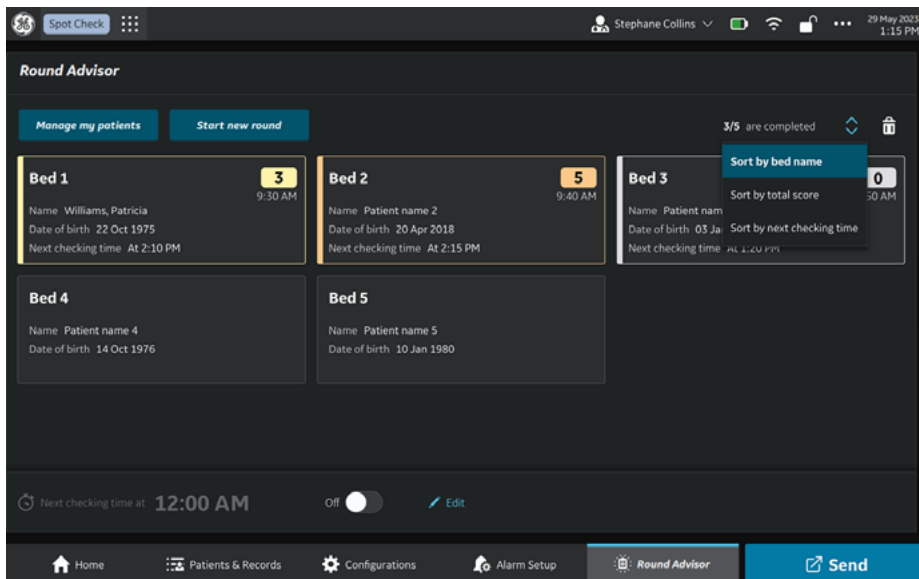 Spot Check
Stephane Collins
29 May 2023
1:15 PM
Round Advisor
Manage my patients
Start new round
3/5 are completed
Sort by bed name
Sort by total score
Sort by next checking time
Bed 1
3
9:30 AM
Name Williams, Patricia
Date of birth 22 Oct 1975
Next checking time At 2:10 PM
Bed 2
5
9:40 AM
Name Patient name 2
Date of birth 20 Apr 2018
Next checking time At 2:15 PM
Bed 3
0
50 AM
Name Patient nam
Date of birth 03 Ja
Next checking time At 1:20 PM
Bed 4
Name Patient name 4
Date of birth 14 Oct 1976
Bed 5
Name Patient name 5
Date of birth 10 Jan 1980
Next checking time at 12:00 AM
Off
Edit
Home
Patients & Records
Configurations
Alarm Setup
Round Advisor
Send